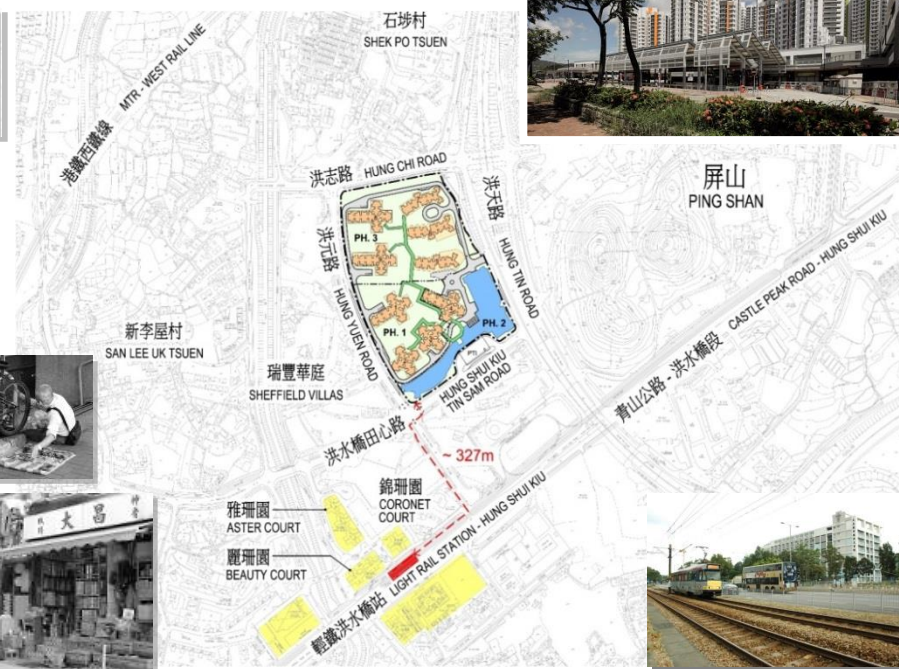 石埗村
SHEK PO TSUEN
港鐵西鐵線 MTR - WEST RAIL LINE
洪志路 HUNG CHI ROAD
洪天路
HUNG TIN ROAD
屏山
PING SHAN
洪元路
HUNG YUEN ROAD
PH. 3
PH. 1
PH. 2
PTI
青山公路 - 洪水橋段 CASTLE PEAK ROAD - HUNG SHUI KIU
新李屋村
SAN LEE UK TSUEN
瑞豐華庭
SHEFFIELD VILLAS
HUNG SHUI KIU
TIN SAM ROAD
洪水橋田心路
~ 327m
雅珊園
ASTER COURT
錦珊園
CORONET
COURT
麗珊園
BEAUTY COURT
輕鐵洪水橋站 LIGHT RAIL STATION - HUNG SHUI KIU
大昌